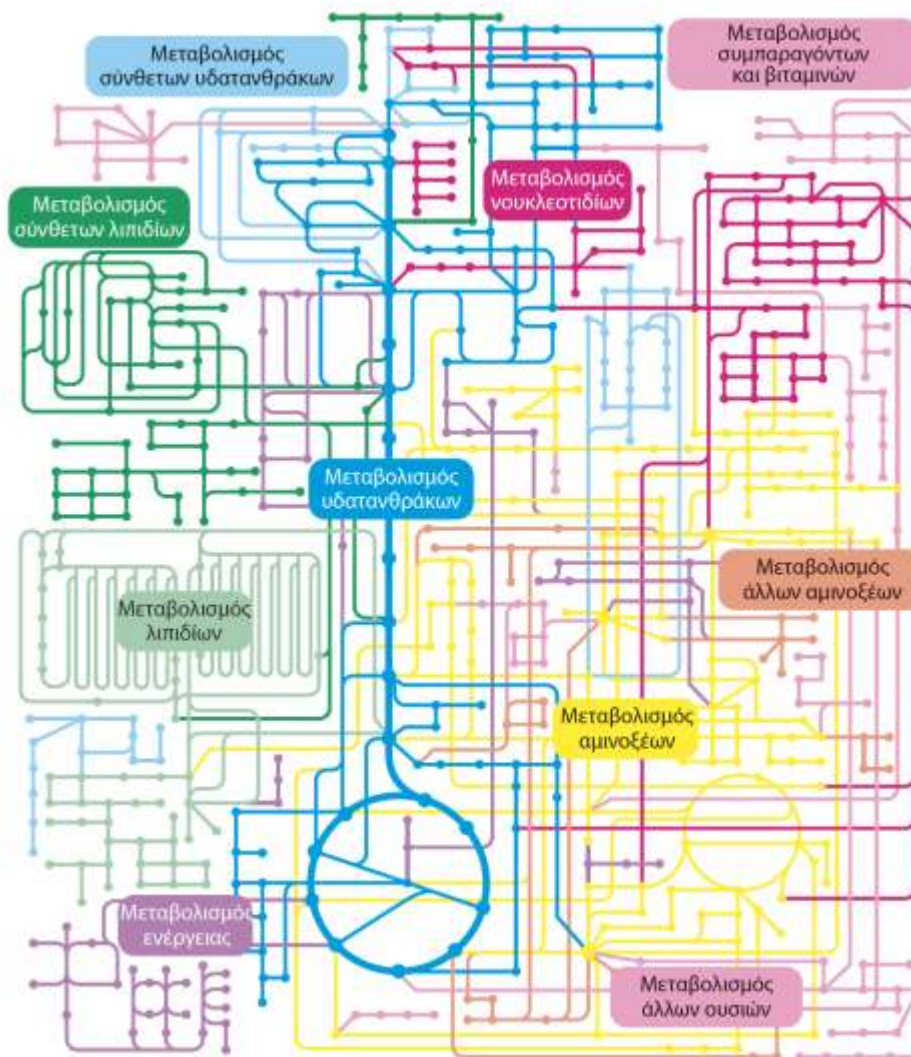 Μεταβολισμός
σύνθετων υδατανθράκων
Μεταβολισμός
συμπαραγόντων
και βιταμινών
Μεταβολισμός
νουκλεοτιδίων
Μεταβολισμός
σύνθετων λιπιδίων
Μεταβολισμός
υδατανθράκων
Μεταβολισμός
άλλων αμινοξέων
Μεταβολισμός
λιπιδίων
Μεταβολισμός
αμινοξέων
Μεταβολισμός
ενέργειας
Μεταβολισμός
άλλων ουσιών